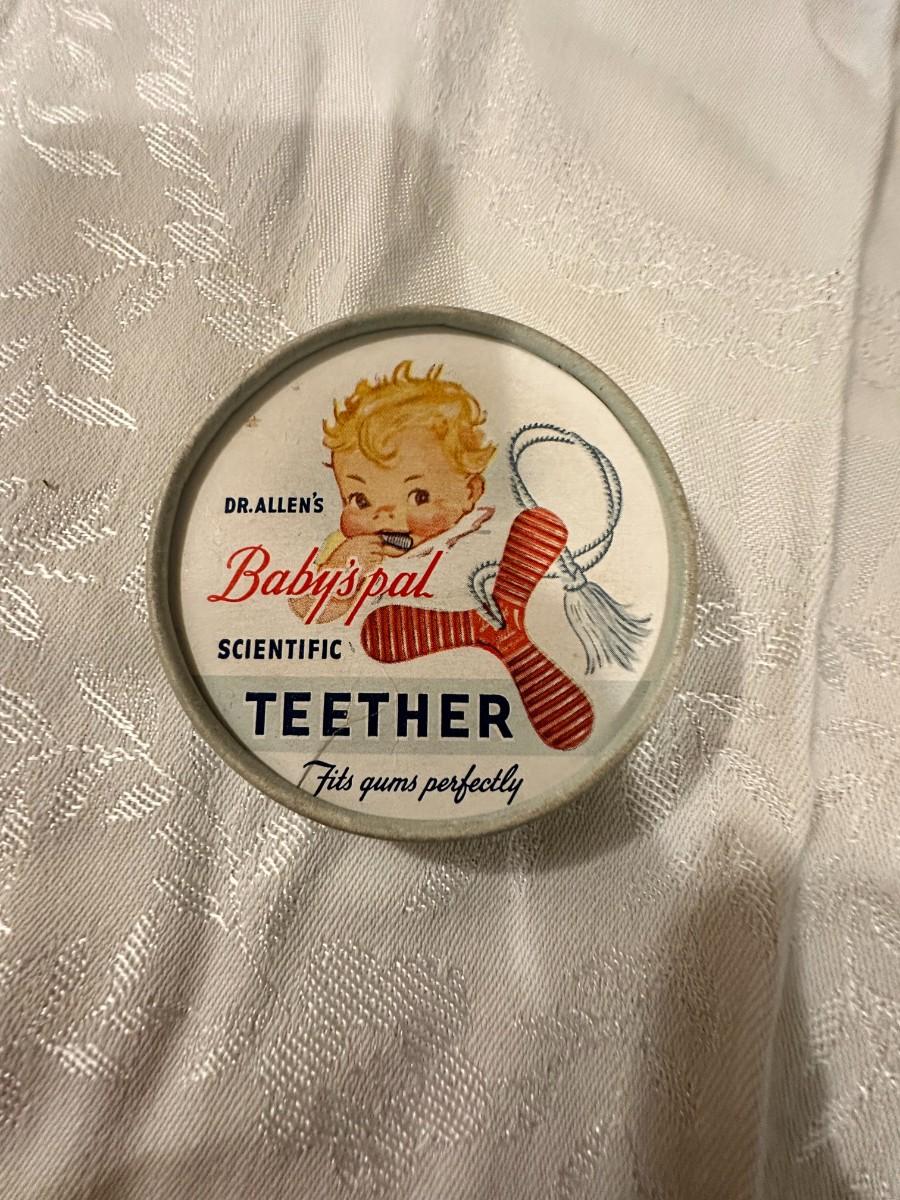 DR. ALLEN'S
Baby's pal
SCIENTIFIC
TEETHER
Fits gums perfectly